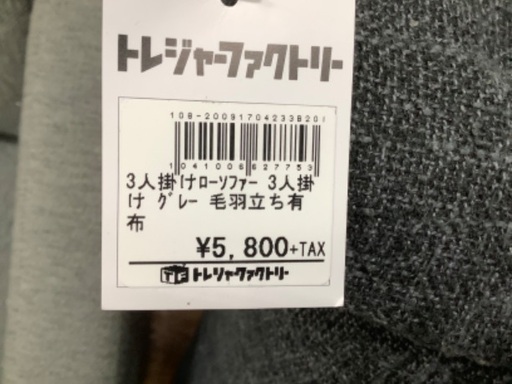 トレジャーファクトリー
108-200917042338201
1041006627753
3人掛けﾛｰｿﾌｧｰ 3人掛
け ｸﾞﾚｰ 毛羽立ち有
布
¥5,800+TAX
TF トレジャーファクトリー